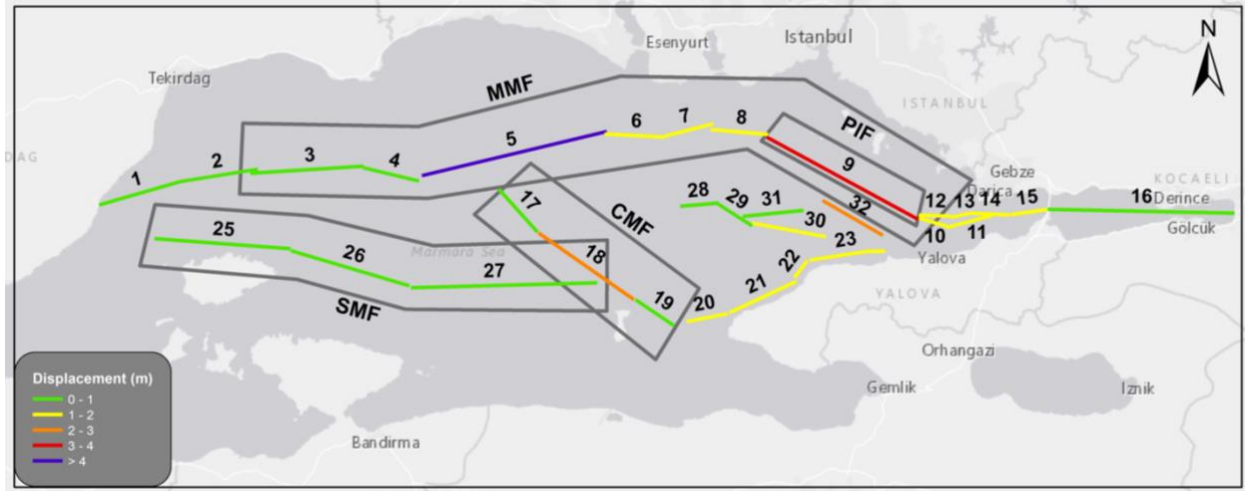 N
Esenyurt
Istanbul
Tekirdag
MMF
ISTANBUL
PIF
DAG
1
2
3
4
5
6
7
8
9
Gebze
Darica
KOCAELI
Derince
Gölcük
12
13
14
15
16
10
11
Yalova
YALOVA
28
29
31
30
32
23
22
21
20
17
CMF
18
19
Marmara Sea
25
26
27
SMF
Orhangazi
Gemlik
Iznik
Bandirma
Displacement (m)
0 - 1
1 - 2
2 - 3
3 - 4
> 4